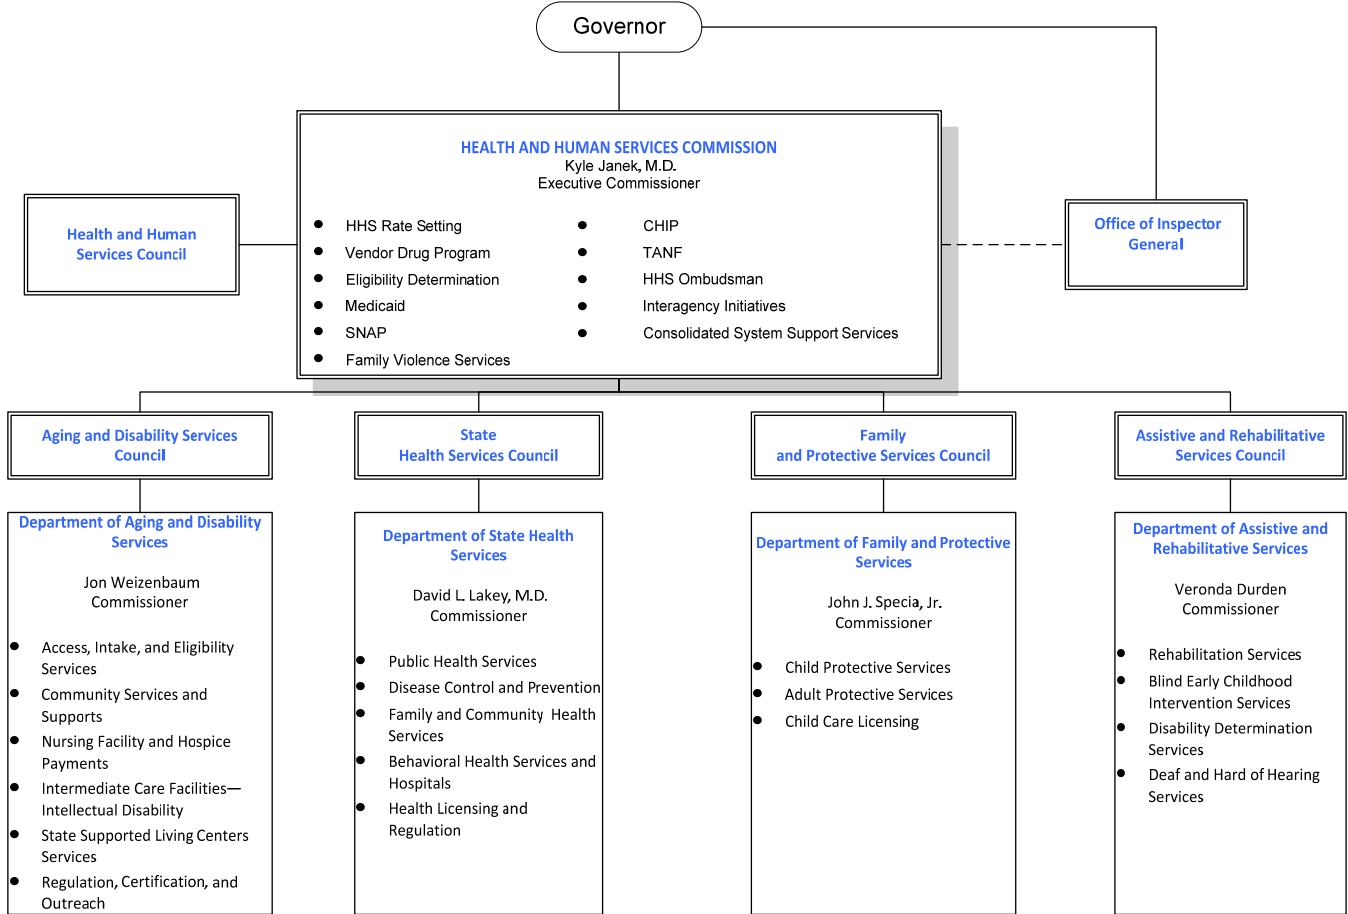 Governor
HEALTH AND HUMAN SERVICES COMMISSION
Kyle Janek, M.D.
Executive Commissioner
HHS Rate Setting
Vendor Drug Program
Eligibility Determination
Medicaid
SNAP
Family Violence Services
CHIP
TANF
HHS Ombudsman
Interagency Initiatives
Consolidated System Support Services
Health and Human
Services Council
Office of Inspector
General
Aging and Disability Services
Council
State
Health Services Council
Family
and Protective Services Council
Assistive and Rehabilitative
Services Council
Department of Aging and Disability
Services
Jon Weizenbaum
Commissioner
Access, Intake, and Eligibility
Services
Community Services and
Supports
Nursing Facility and Hospice
Payments
Intermediate Care Facilities—
Intellectual Disability
State Supported Living Centers
Services
Regulation, Certification, and
Outreach
Department of State Health
Services
David L. Lakey, M.D.
Commissioner
Public Health Services
Disease Control and Prevention
Family and Community Health
Services
Behavioral Health Services and
Hospitals
Health Licensing and
Regulation
Department of Family and Protective
Services
John J. Specia, Jr.
Commissioner
Child Protective Services
Adult Protective Services
Child Care Licensing
Department of Assistive and
Rehabilitative Services
Veronda Durden
Commissioner
Rehabilitation Services
Blind Early Childhood
Intervention Services
Disability Determination
Services
Deaf and Hard of Hearing
Services